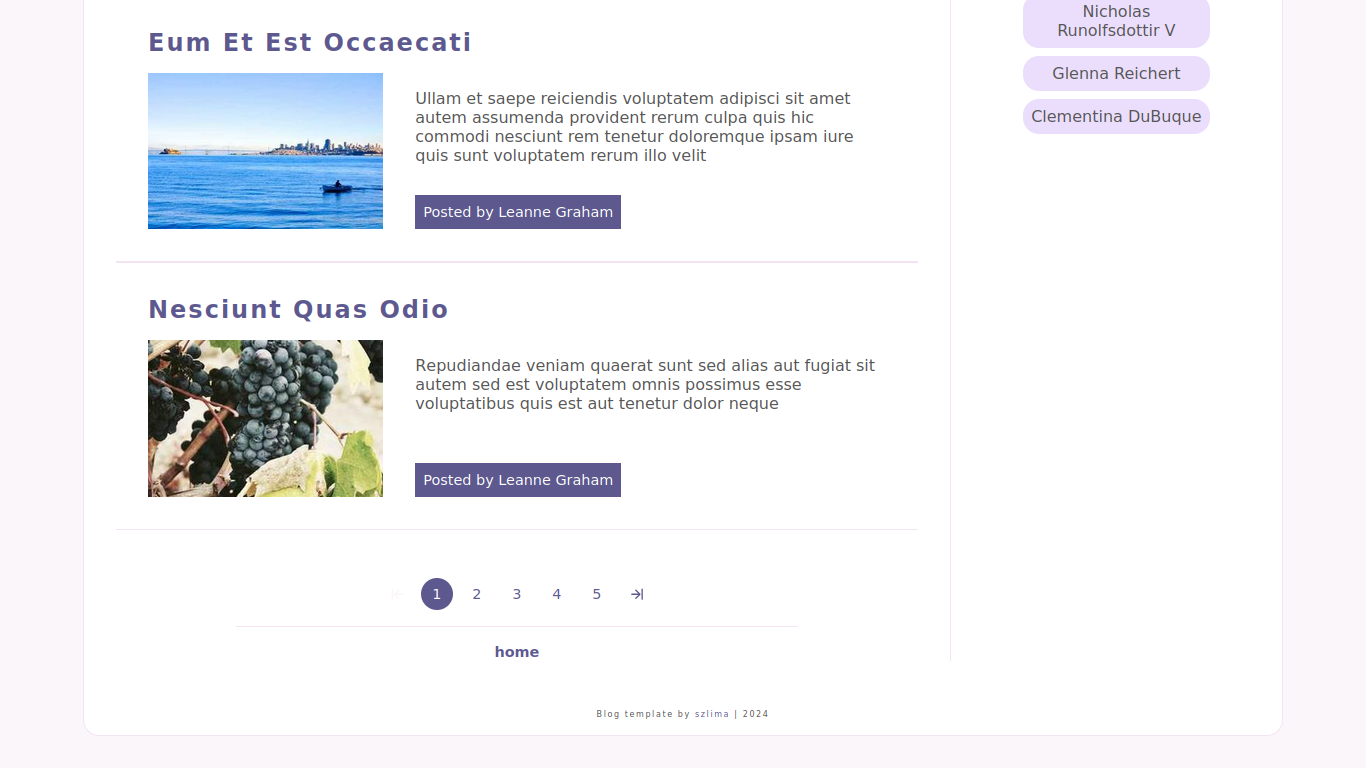 Eum Et Est Occaecati
Ullam et saepe reiciendis voluptatem adipisci sit amet
autem assumenda provident rerum culpa quis hic
commodi nesciunt rem tenetur doloremque ipsam iure
quis sunt voluptatem rerum illo velit
Posted by Leanne Graham
Nesciunt Quas Odio
Repudiandae veniam quaerat sunt sed alias aut fugiat sit
autem sed est voluptatem omnis possimus esse
voluptatibus quis est aut tenetur dolor neque
Posted by Leanne Graham
1 2 3 4 5
home
Nicholas
Runolfsdottir V
Glenna Reichert
Clementina DuBuque
Blog template by szlima | 2024